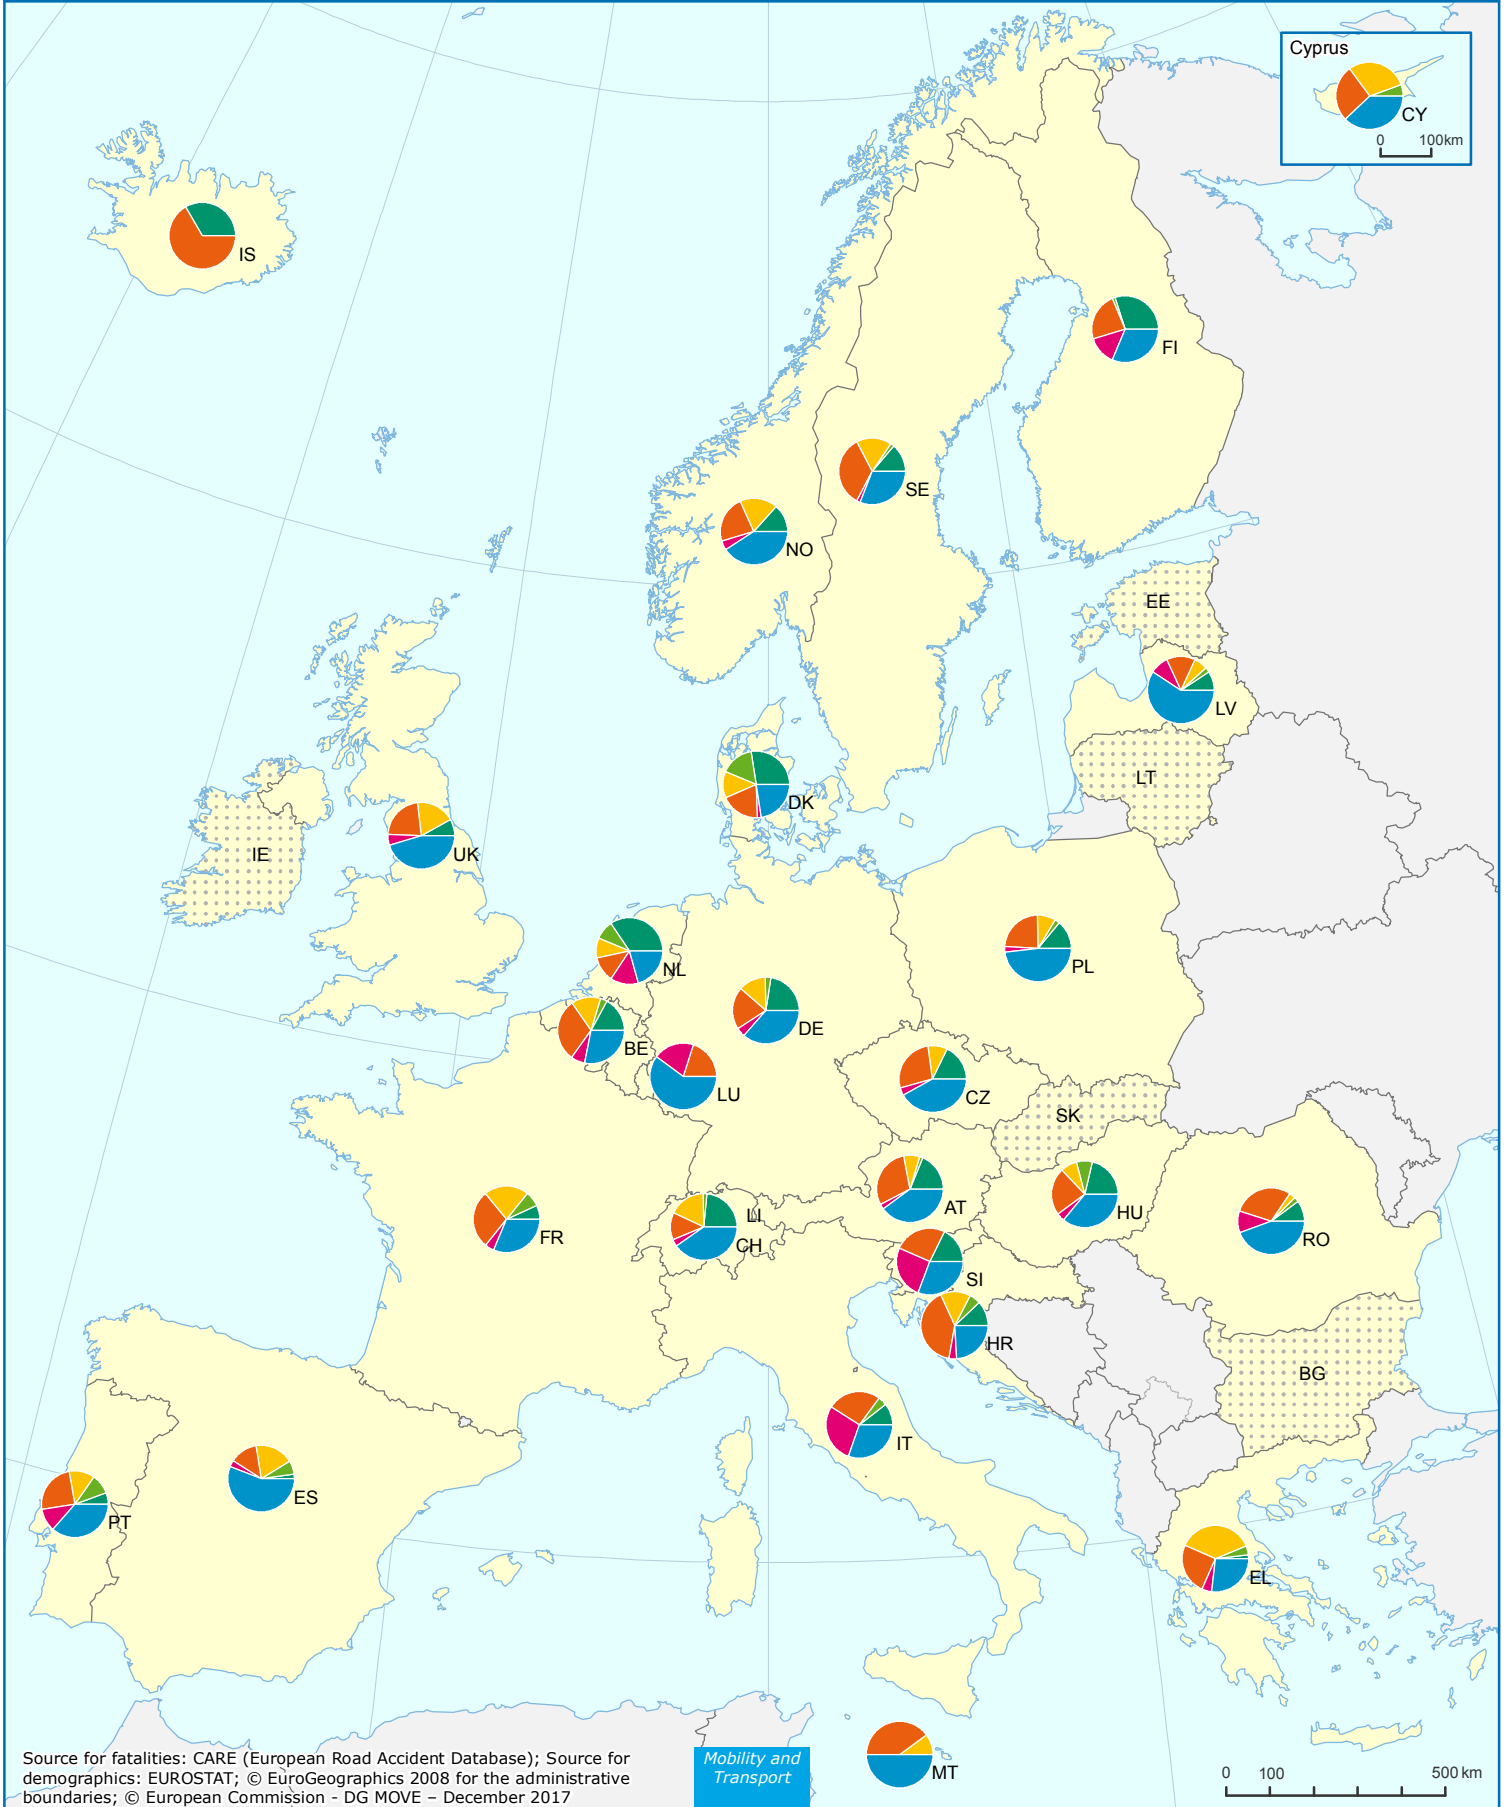 Cyprus
CY
0 100km
IS
FI
SE
NO
EE
LV
LT
DK
IE
UK
NL
PL
DE
BE
LU
CZ
SK
LI
AT
HU
FR
CH
RO
SI
HR
BG
IT
ES
PT
EL
MT
Source for fatalities: CARE (European Road Accident Database); Source for
demographics: EUROSTAT; © EuroGeographics 2008 for the administrative
boundaries; © European Commission - DG MOVE – December 2017
Mobility and
Transport
0 100 500 km